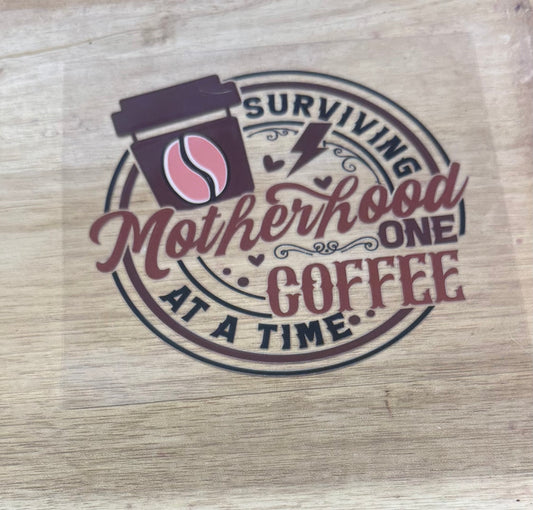 SURVIVING
Motherhood
ONE
COFFEE
AT A TIME